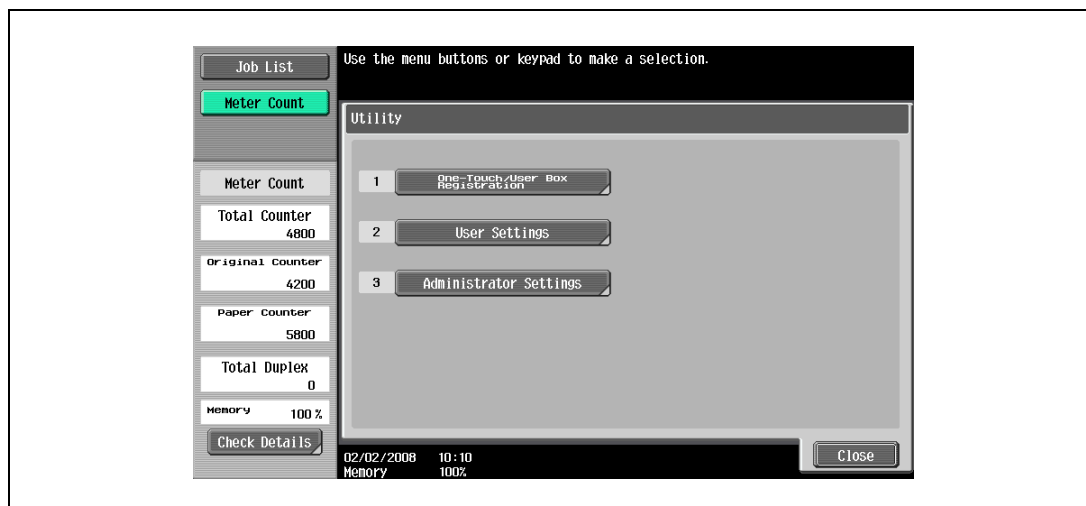 Job List
Use the menu buttons or keypad to make a selection.
Meter Count
Utility
Meter Count
1 One-Touch/User Box
Registration
Total Counter
4800
2 User Settings
Original Counter
4200
3 Administrator Settings
Paper Counter
5800
Total Duplex
0
Memory 100 %
Check Details
02/02/2008 10:10
Memory 100%
Close